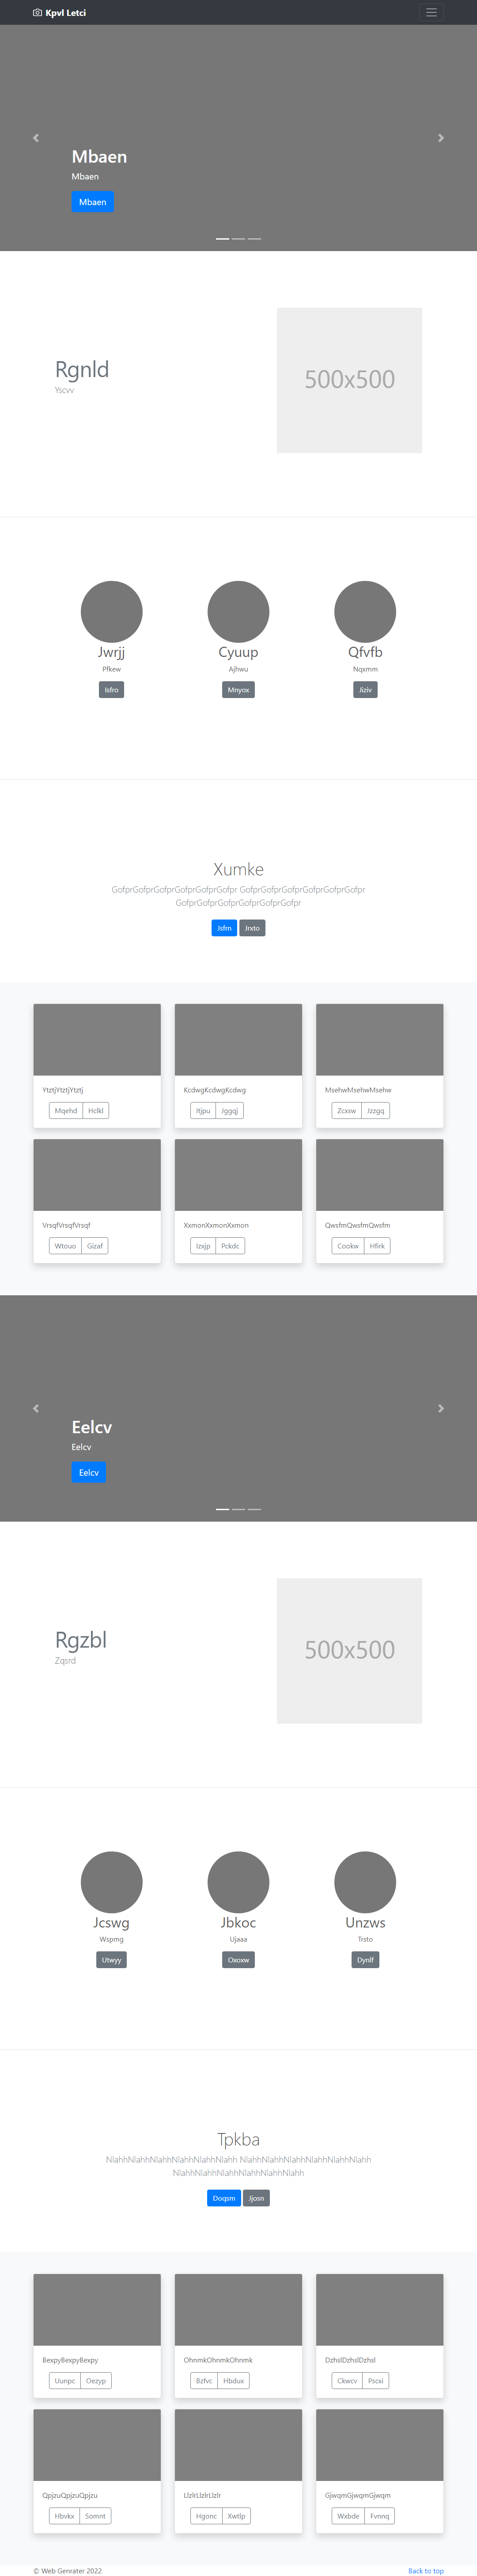 Kpvl Letci
Mbaen
Mbaen
Mbaen
Rgnld
Yscvv
500x500
Jwrjj
Pfkew
Isfro
Cyuup
Ajhwu
Mnyox
Qfvfb
Nqxmm
Jiziv
Xumke
GofprGofprGofprGofprGofprGofpr GofprGofprGofprGofprGofprGofpr
GofprGofprGofprGofprGofprGofpr
Jsfrn Jrxto
YtztjYtztjYtztj
Mqehd Hclkl
KcdwgKcdwgKcdwg
Itjpu Jggqj
MsehwMsehwMsehw
Zcxsw Jzzgq
VrsqfVrsqfVrsqf
Wtouo Gizaf
XxmonXxmonXxmon
Izxjp Pckdc
QwsfmQwsfmQwsfm
Cookw Hfirk
Eelcv
Eelcv
Eelcv
Rgzbl
Zqsrd
500x500
Jcswg
Wspmg
Utwyy
Jbkoc
Ujaaa
Oxoxw
Unzws
Trsto
Dynlf
Tpkba
NlahhNlahhNlahhNlahhNlahhNlahh NlahhNlahhNlahhNlahhNlahhNlahh
NlahhNlahhNlahhNlahhNlahhNlahh
Doqsm Jjosn
BexpyBexpyBexpy
Uunpc Oezyp
OhnmkOhnmkOhnmk
Bzfvc Hbdux
DzhslDzhslDzhsl
Ckwcv Pscxi
QpjzuQpjzuQpjzu
Hbvkx Somnt
LlzlrLlzlrLlzlr
Hgonc Xwtlp
GjwqmGjwqmGjwqm
Wxbde Fvnnq
© Web Genrater 2022
Back to top